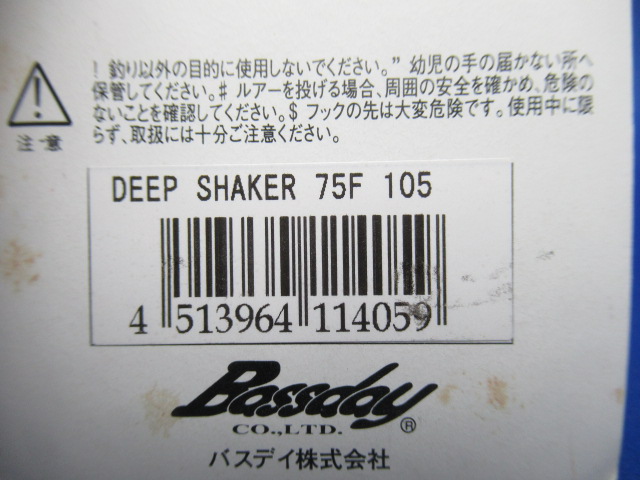 ! 釣り以外の目的に使用しないでください。” 幼児の手の届かない所へ
保管してください。# ルアーを投げる場合、周囲の安全を確かめ、危険の
ないことを確認してください。$ フックの先は大変危険です。使用中に限
らず、取扱には十分ご注意ください。
注意
DEEP SHAKER 75F 105
4 513964 114059
Bassday
CO.,LTD. ®
バスデイ株式会社